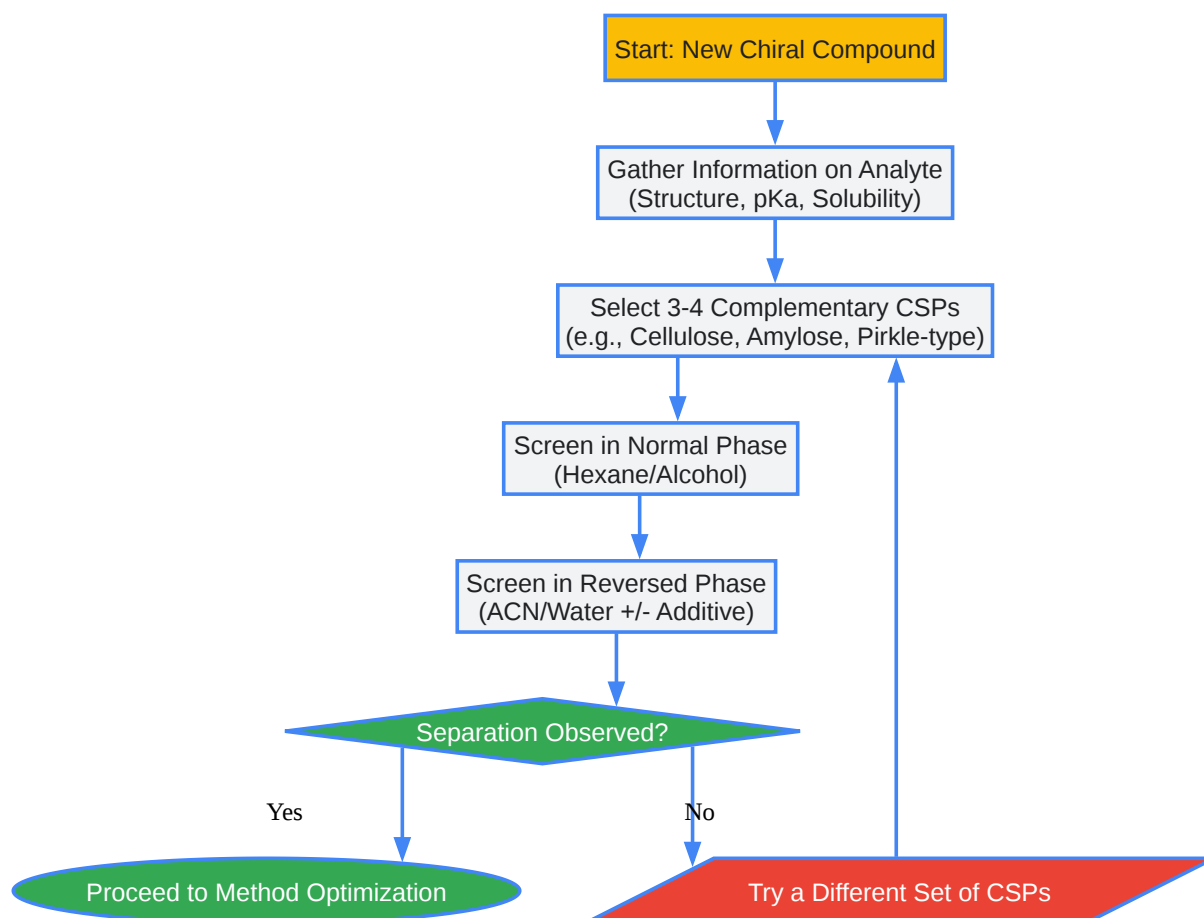 Start: New Chiral Compound
Gather Information on Analyte
(Structure, pKa, Solubility)
Select 3-4 Complementary CSPs
(e.g., Cellulose, Amylose, Pirkle-type)
Screen in Normal Phase
(Hexane/Alcohol)
Screen in Reversed Phase
(ACN/Water +/- Additive)
Separation Observed?
Yes
No
Proceed to Method Optimization
Try a Different Set of CSPs